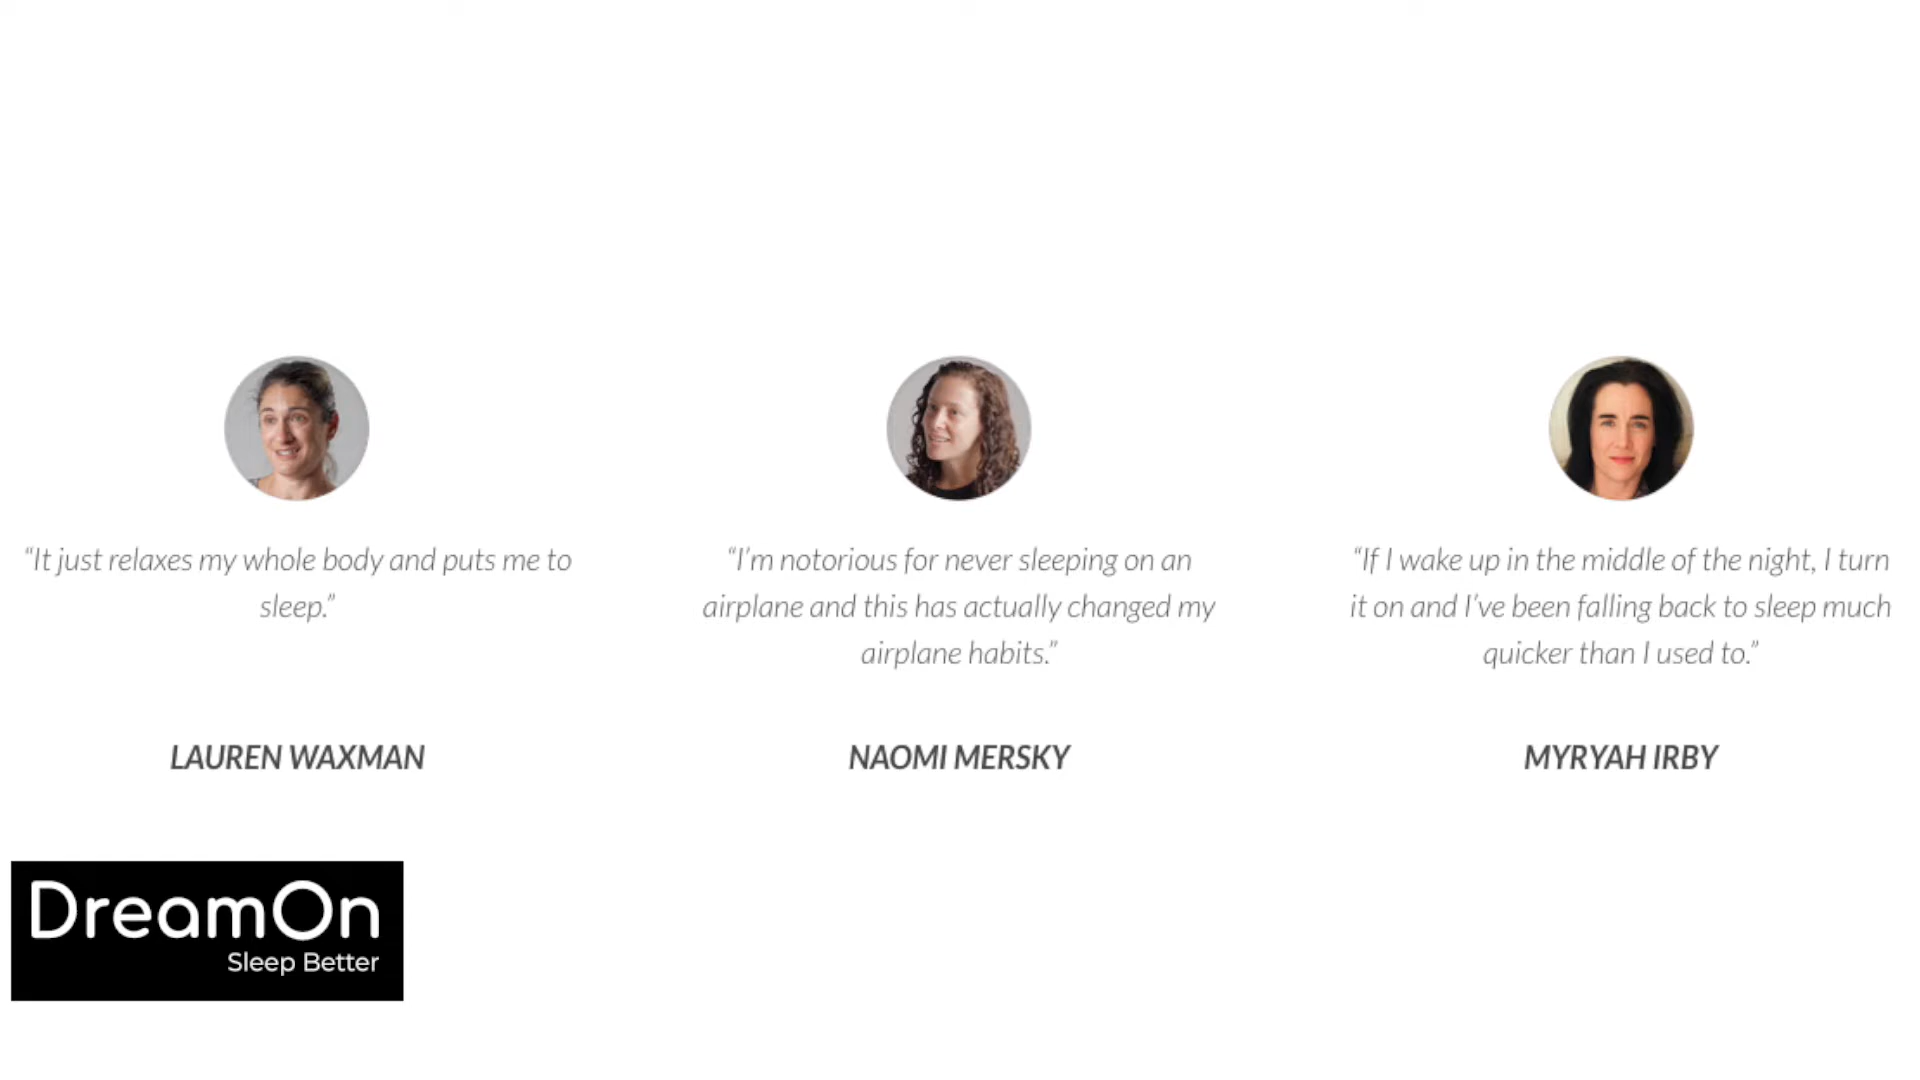 “It just relaxes my whole body and puts me to
sleep.”
LAUREN WAXMAN
“I’m notorious for never sleeping on an
airplane and this has actually changed my
airplane habits.”
NAOMI MERSKY
“If I wake up in the middle of the night, I turn
it on and I’ve been falling back to sleep much
quicker than I used to.”
MYRYAH IRBY
DreamOn
Sleep Better